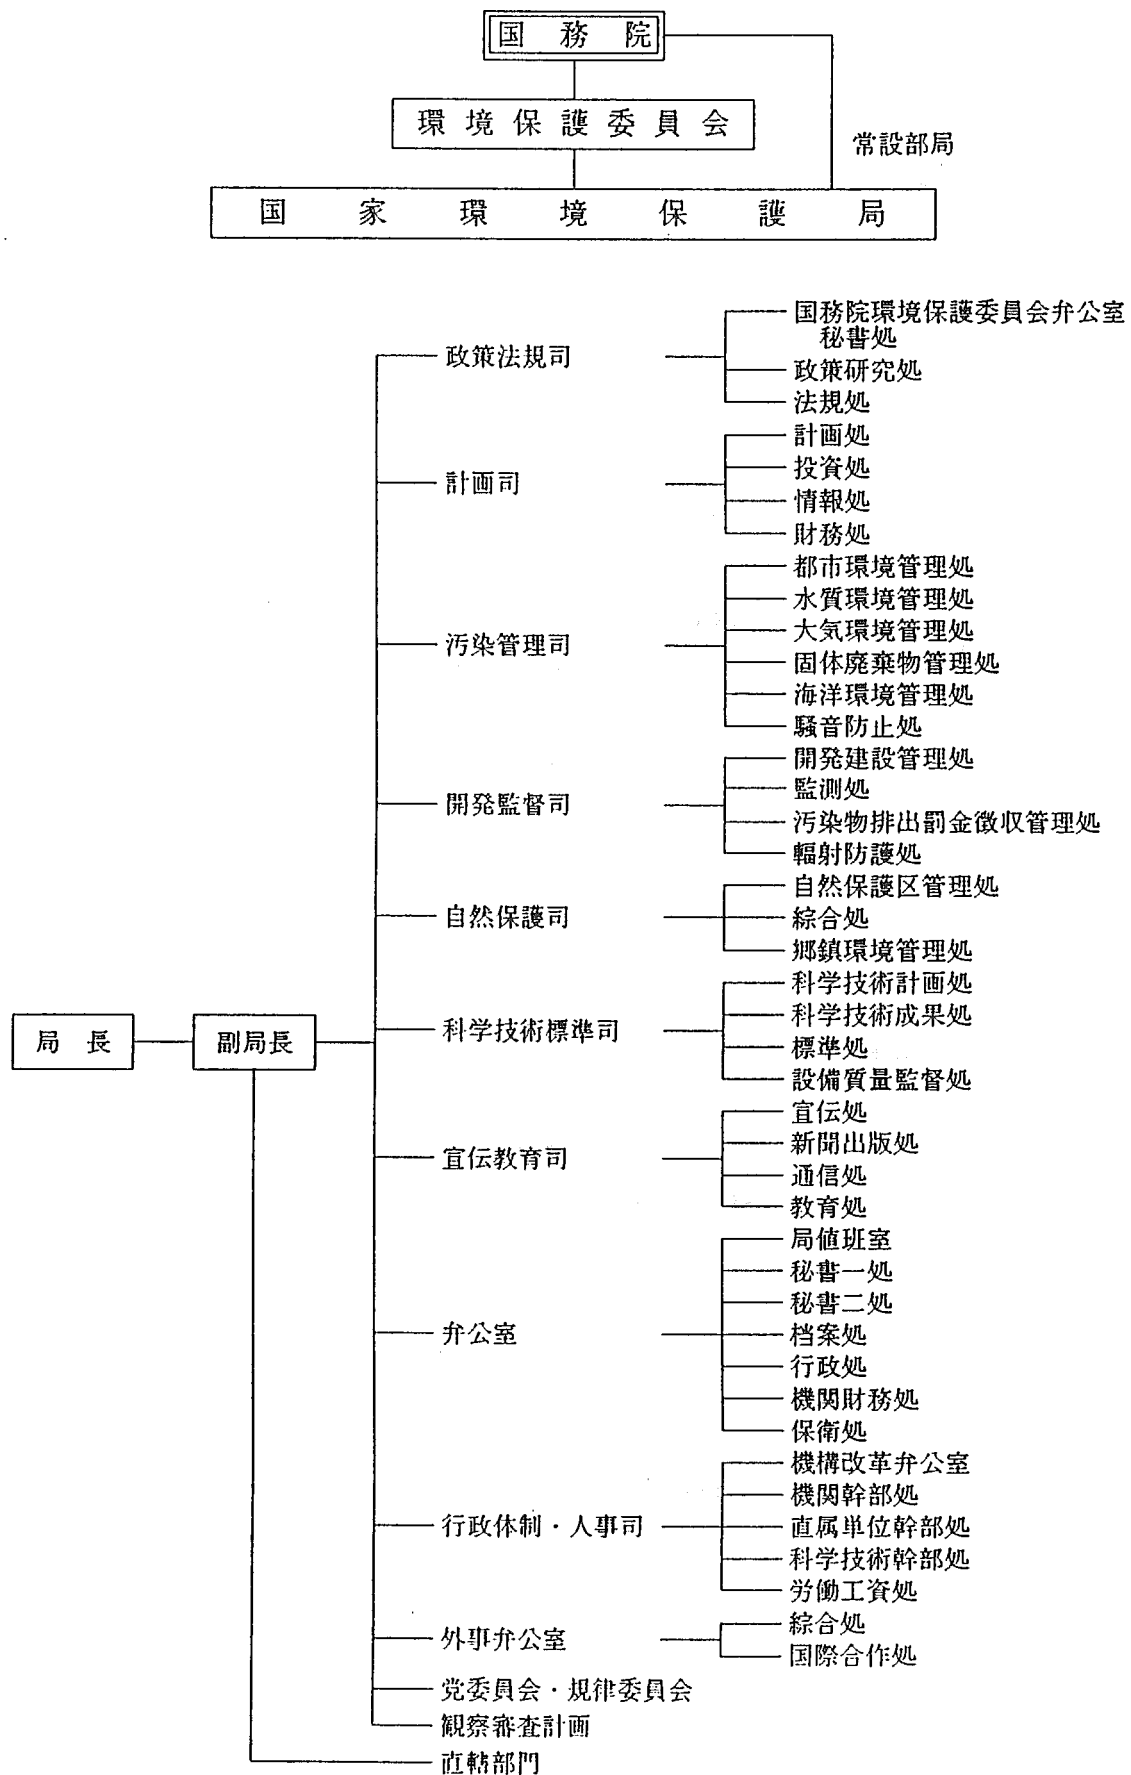 国務院
環境保護委員会
常設部局
国家環境保護局
国務院環境保護委員会弁公室
秘書処
政策法規司
政策研究処
法規処
計画処
投資処
計画司
情報処
財務処
都市環境管理処
水質環境管理処
大気環境管理処
汚染管理司
固体廃棄物管理処
海洋環境管理処
騒音防止処
開発建設管理処
監測処
開発監督司
汚染物排出罰金徴収管理処
輻射防護処
自然保護区管理処
自然保護司
綜合処
郷鎮環境管理処
科学技術計画処
科学技術成果処
科学技術標準司
標準処
設備質量監督処
局長
副局長
宣伝処
新聞出版処
宣伝教育司
通信処
教育処
局値班室
秘書一処
秘書二処
弁公室
档案処
行政処
機関財務処
保衛処
機構改革弁公室
機関幹部処
行政体制・人事司
直属単位幹部処
科学技術幹部処
労働工資処
綜合処
外事弁公室
国際合作処
党委員会・規律委員会
観察審査計画
直轄部門